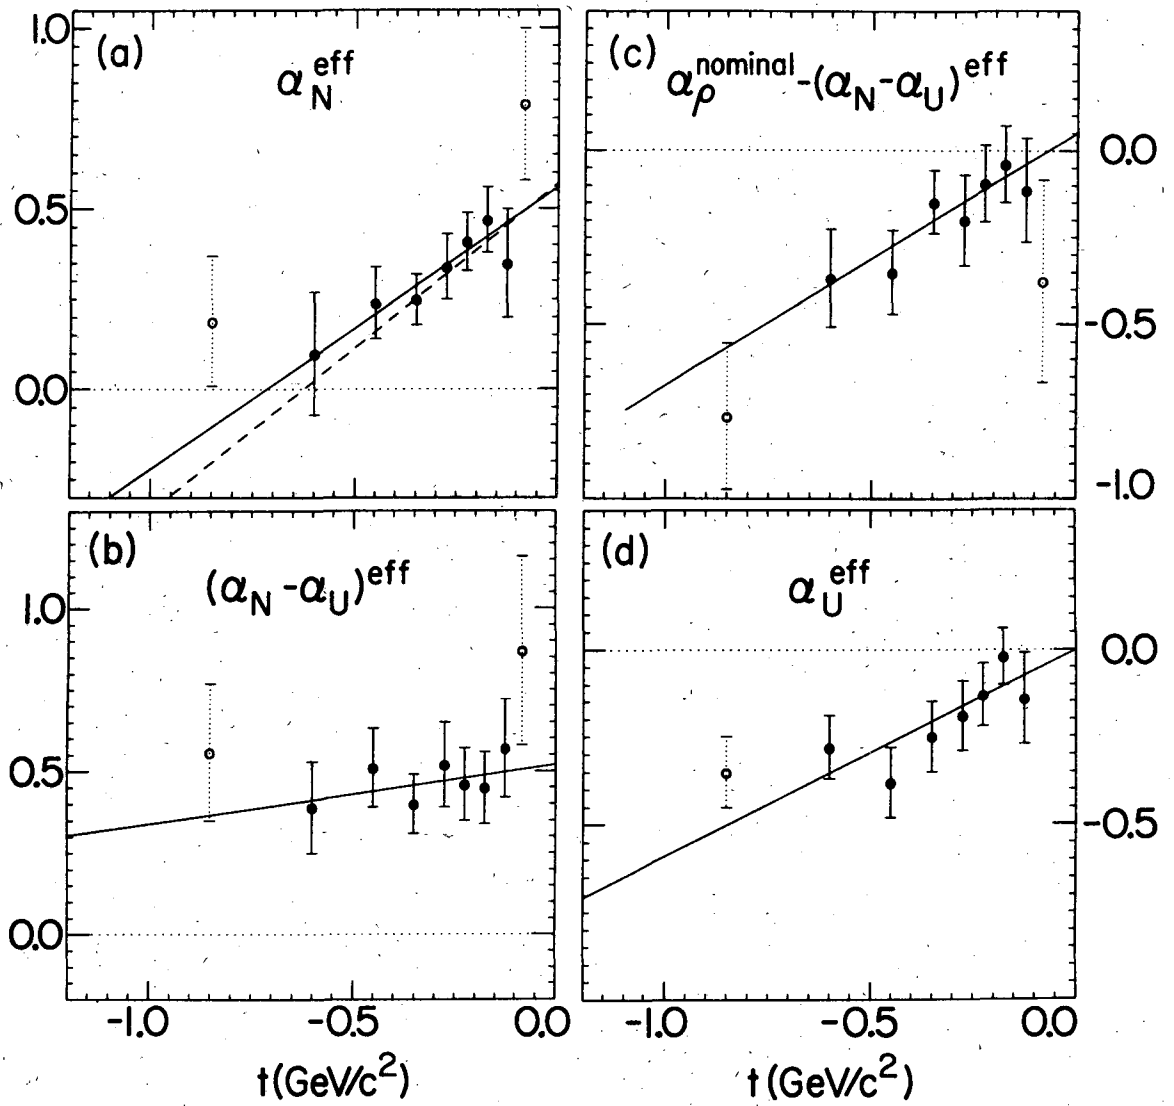 (a)
α_N^eff
1.0
0.5
0.0
(c)
α_ρ^nominal-(α_N-α_U)^eff
0.0
-0.5
-1.0
(b)
(α_N-α_U)^eff
1.0
0.5
0.0
-1.0 -0.5 0.0
t(GeV/c²)
(d)
α_U^eff
0.0
-0.5
-1.0 -0.5 0.0
t(GeV/c²)